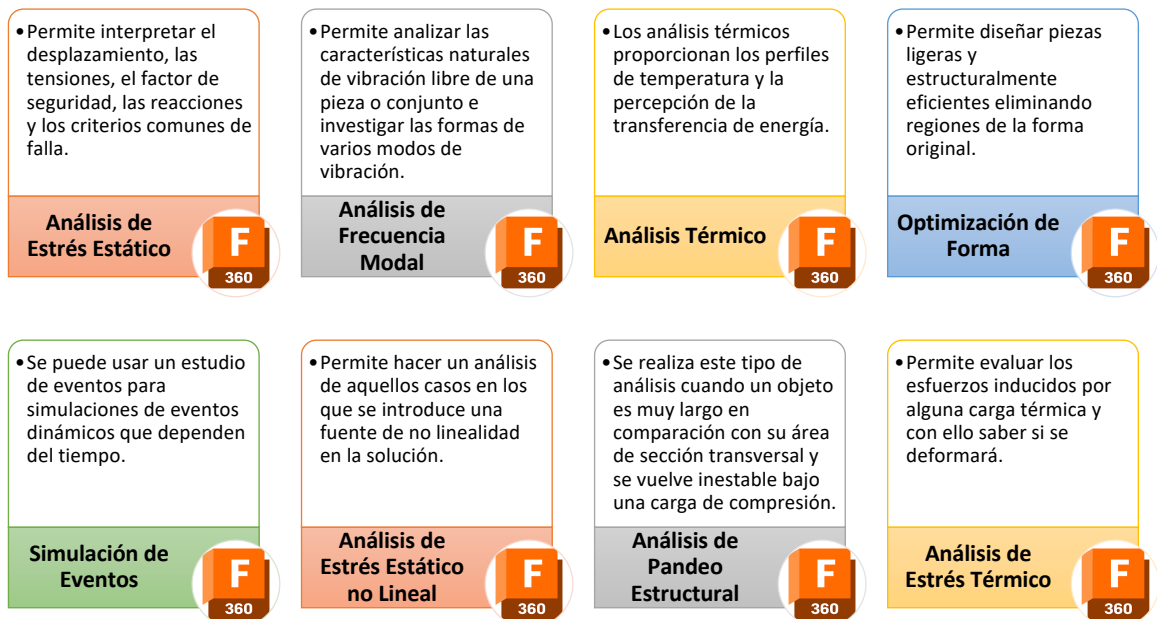 •Permite interpretar el
desplazamiento, las
tensiones, el factor de
seguridad, las reacciones
y los criterios comunes de
falla.
Análisis de
Estrés Estático
F
360
•Permite analizar las
características naturales
de vibración libre de una
pieza o conjunto e
investigar las formas de
varios modos de
vibración.
Análisis de
Frecuencia
Modal
F
360
•Los análisis térmicos
proporcionan los perfiles
de temperatura y la
percepción de la
transferencia de energía.
Análisis Térmico
F
360
•Permite diseñar piezas
ligeras y
estructuralmente
eficientes eliminando
regiones de la forma
original.
Optimización de
Forma
F
360
•Se puede usar un estudio
de eventos para
simulaciones de eventos
dinámicos que dependen
del tiempo.
Simulación de
Eventos
F
360
•Permite hacer un análisis
de aquellos casos en los
que se introduce una
fuente de no linealidad
en la solución.
Análisis de
Estrés Estático
no Lineal
F
360
•Se realiza este tipo de
análisis cuando un objeto
es muy largo en
comparación con su área
de sección transversal y
se vuelve inestable bajo
una carga de compresión.
Análisis de
Pandeo
Estructural
F
360
•Permite evaluar los
esfuerzos inducidos por
alguna carga térmica y
con ello saber si se
deformará.
Análisis de
Estrés Térmico
F
360